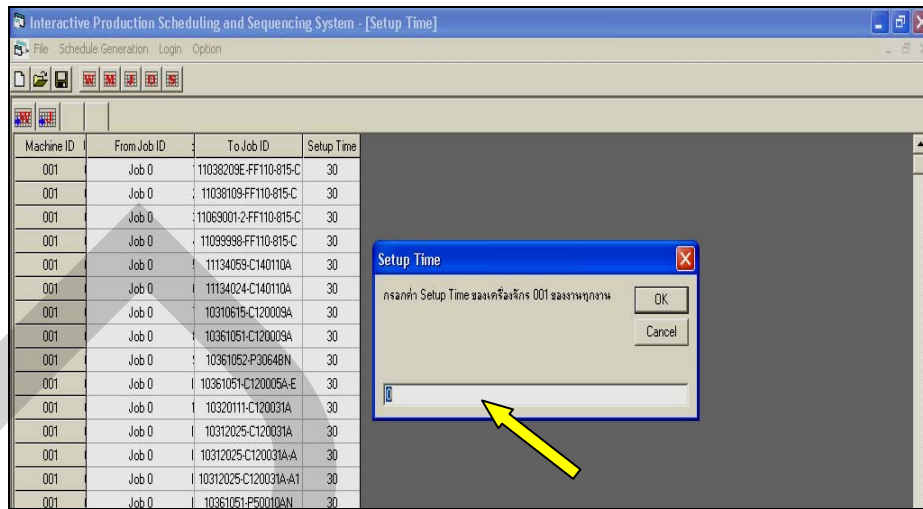 Interactive Production Scheduling and Sequencing System - [Setup Time]
File Schedule Generation Login Option
W M J O S
W J
Machine ID From Job ID To Job ID Setup Time
001 Job 0 11038209E-FF110-815-C 30
001 Job 0 11038109-FF110-815-C 30
001 Job 0 11069001-2-FF110-815-C 30
001 Job 0 11099998-FF110-815-C 30
001 Job 0 11134059-C140110A 30
001 Job 0 11134024-C140110A 30
001 Job 0 10310615-C120009A 30
001 Job 0 10361051-C120009A 30
001 Job 0 10361052-P3064BN 30
001 Job 0 10361051-C120005A-E 30
001 Job 0 10320111-C120031A 30
001 Job 0 10312025-C120031A 30
001 Job 0 10312025-C120031A-A 30
001 Job 0 10312025-C120031A-A1 30
001 Job 0 10361051-P50010AN 30
Setup Time
กรอกค่า Setup Time ของเครื่องจักร 001 ของงานทุกงาน
OK
Cancel
0